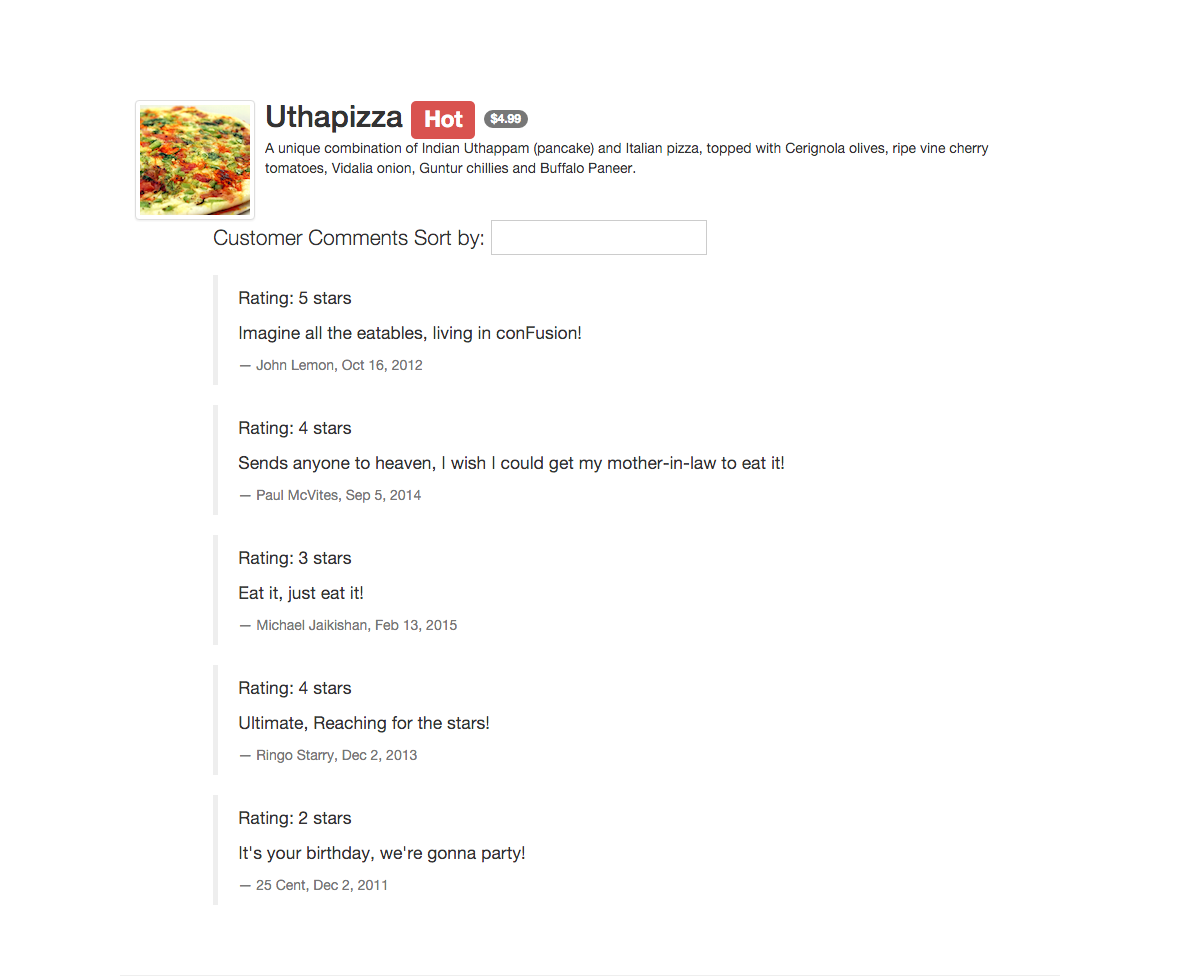 Uthapizza Hot $4.99
A unique combination of Indian Uthappam (pancake) and Italian pizza, topped with Cerignola olives, ripe vine cherry
tomatoes, Vidalia onion, Guntur chillies and Buffalo Paneer.
Customer Comments Sort by:
Rating: 5 stars
Imagine all the eatables, living in conFusion!
— John Lemon, Oct 16, 2012
Rating: 4 stars
Sends anyone to heaven, I wish I could get my mother-in-law to eat it!
— Paul McVites, Sep 5, 2014
Rating: 3 stars
Eat it, just eat it!
— Michael Jaikishan, Feb 13, 2015
Rating: 4 stars
Ultimate, Reaching for the stars!
— Ringo Starry, Dec 2, 2013
Rating: 2 stars
It's your birthday, we're gonna party!
— 25 Cent, Dec 2, 2011